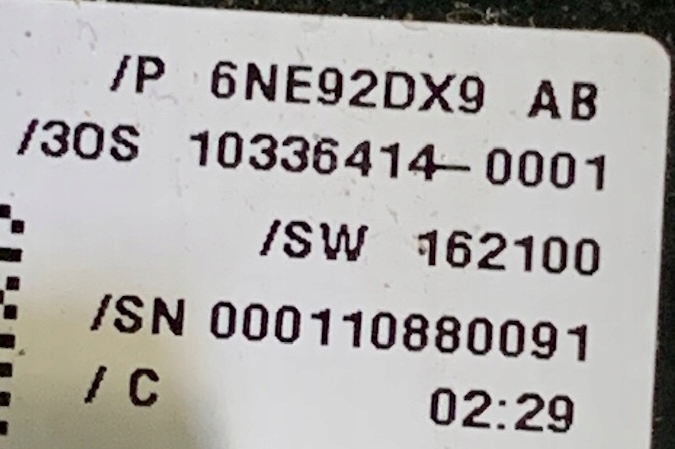 /P 6NE92DX9 AB
/30S 10336414-0001
/SW 162100
/SN 000110880091
/ C 02:29